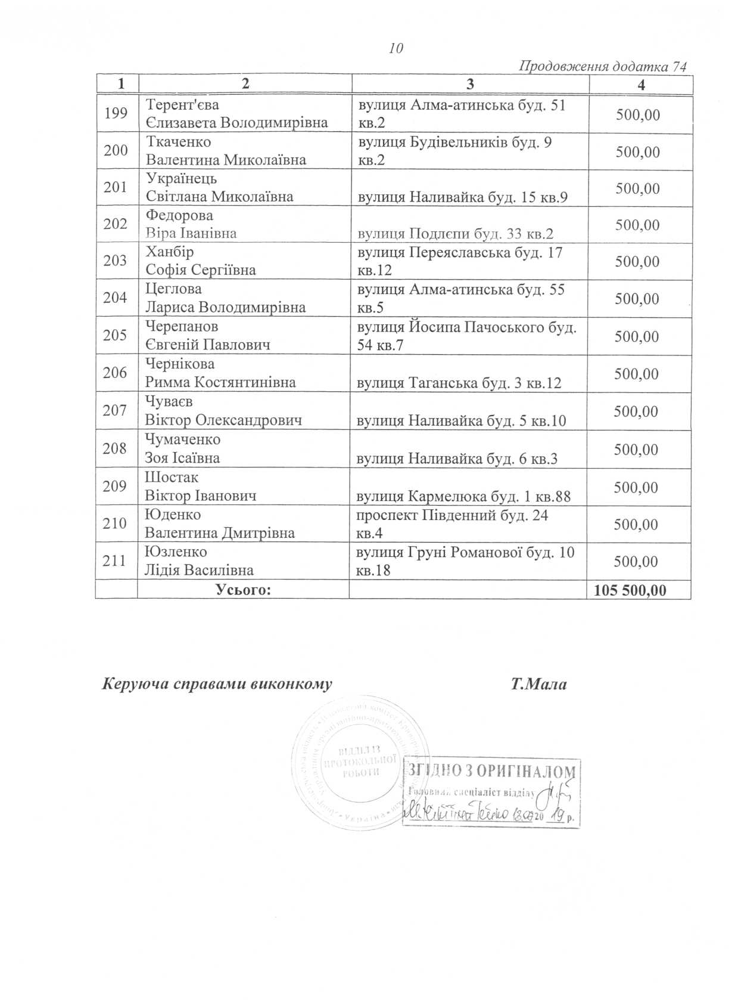 10
Продовження додатка 74
1 2 3 4
199 Терент'єва вулиця Алма-атинська буд. 51 500,00
Єлизавета Володимирівна кв.2
200 Ткаченко вулиця Будівельників буд. 9 500,00
Валентина Миколаївна кв.2
201 Українець 500,00
Світлана Миколаївна вулиця Наливайка буд. 15 кв.9
202 Федорова 500,00
Віра Іванівна вулиця Подлєпи буд. 33 кв.2
203 Ханбір вулиця Переяславська буд. 17 500,00
Софія Сергіївна кв.12
204 Цеглова вулиця Алма-атинська буд. 55 500,00
Лариса Володимирівна кв.5
205 Черепанов вулиця Йосипа Пачоського буд. 500,00
Євгеній Павлович 54 кв.7
206 Чернікова 500,00
Римма Костянтинівна вулиця Таганська буд. 3 кв.12
207 Чуваєв 500,00
Віктор Олександрович вулиця Наливайка буд. 5 кв.10
208 Чумаченко 500,00
Зоя Ісаївна вулиця Наливайка буд. 6 кв.3
209 Шостак 500,00
Віктор Іванович вулиця Кармелюка буд. 1 кв.88
210 Юденко проспект Південний буд. 24 500,00
Валентина Дмитрівна кв.4
211 Юзленко вулиця Груні Романової буд. 10 500,00
Лідія Василівна кв.18
Усього: 105 500,00
Керуюча справами виконкому Т.Мала
ВІДДІЛ ІЗ
ПРОТОКОЛЬНОЇ
РОБОТИ
Україна
ЗГІДНО З ОРИГІНАЛОМ
Головний спеціаліст відділу
20 19 р.